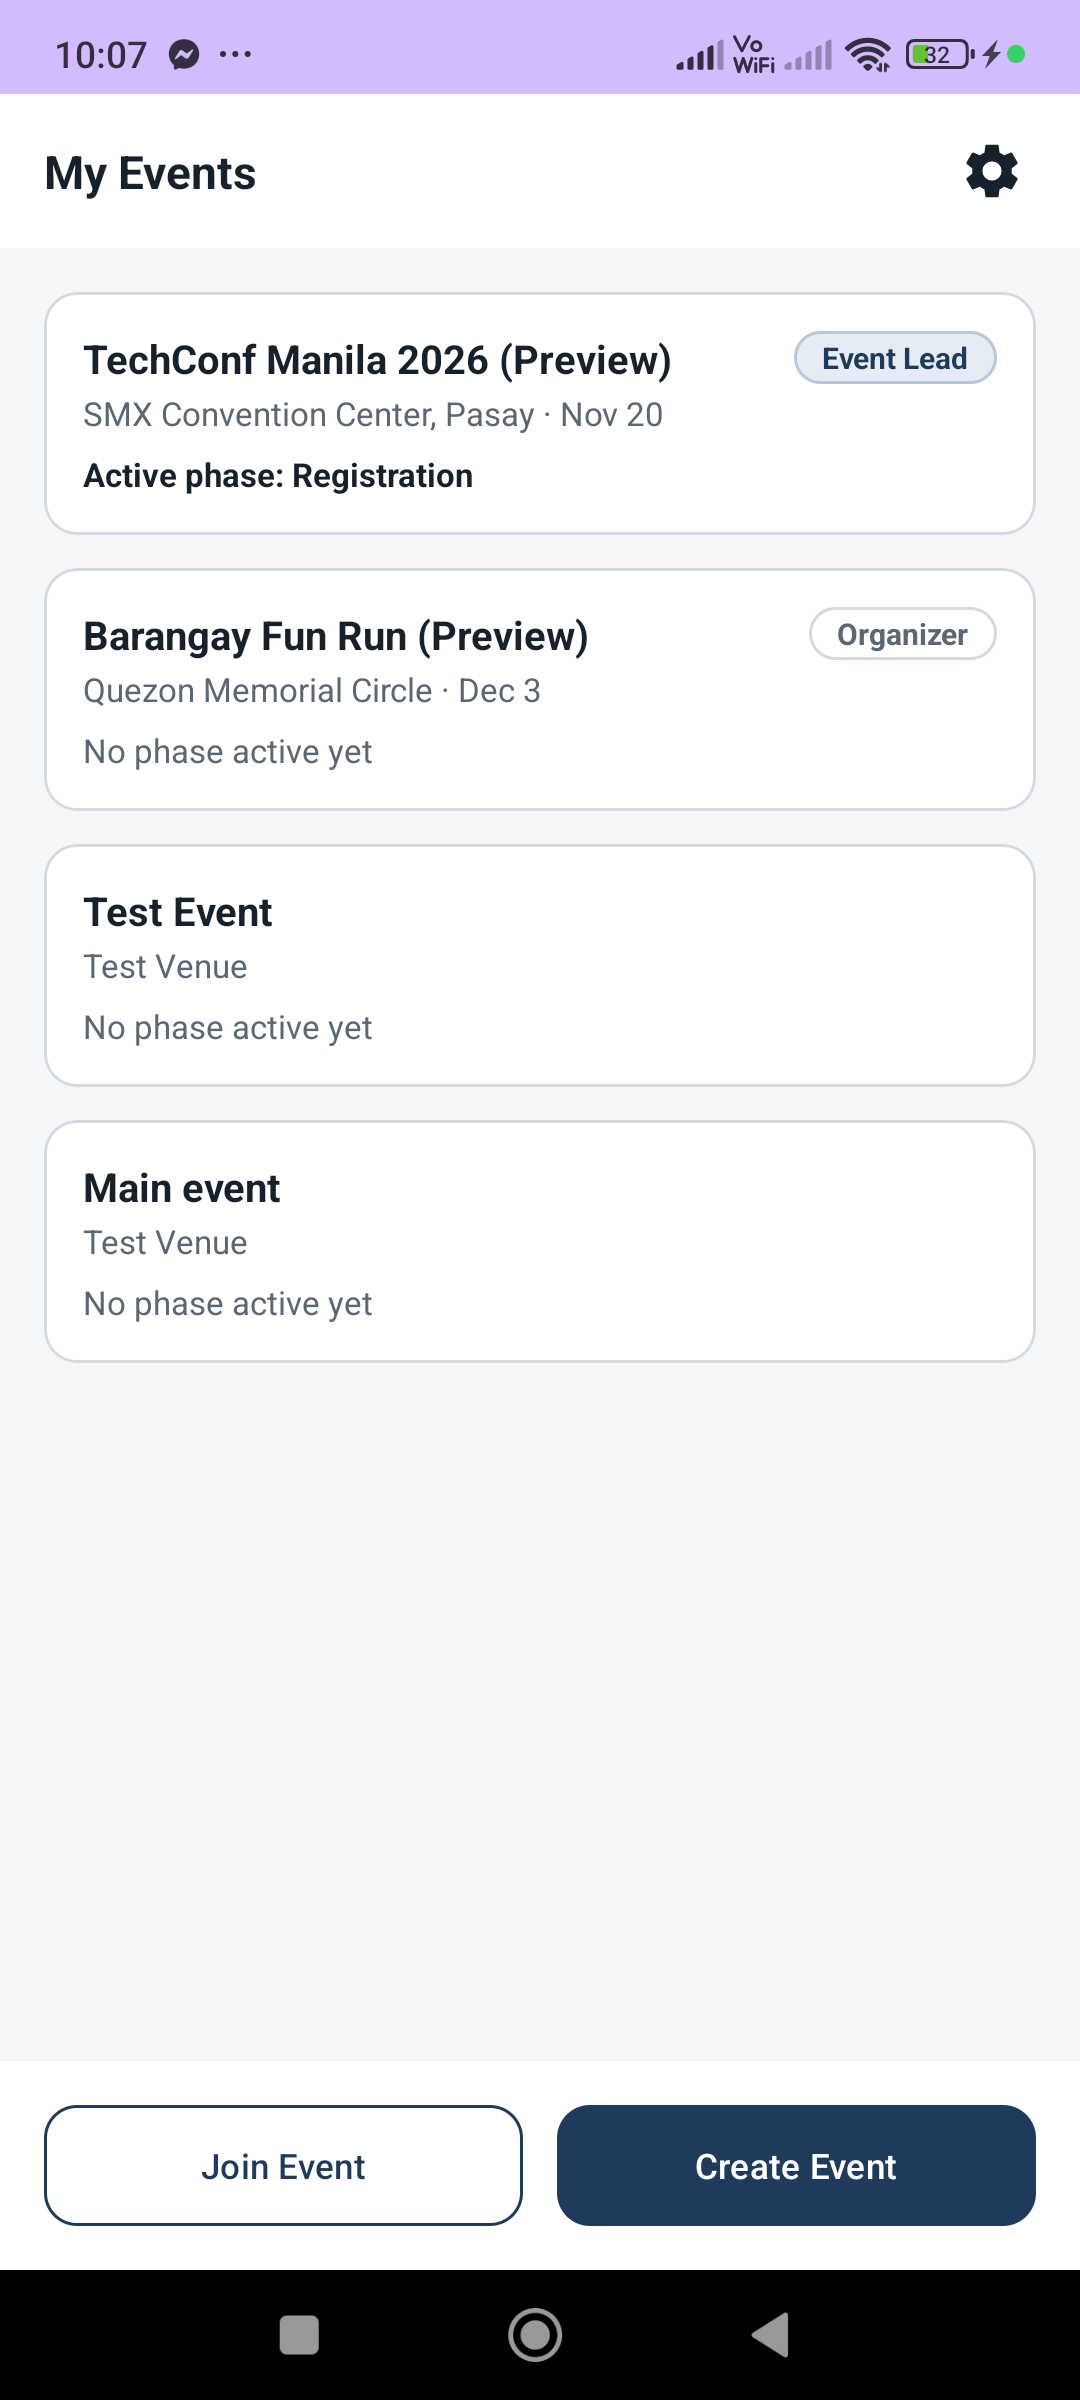 10:07
Vo
WiFi
32
My Events
TechConf Manila 2026 (Preview)
Event Lead
SMX Convention Center, Pasay · Nov 20
Active phase: Registration
Barangay Fun Run (Preview)
Organizer
Quezon Memorial Circle · Dec 3
No phase active yet
Test Event
Test Venue
No phase active yet
Main event
Test Venue
No phase active yet
Join Event
Create Event